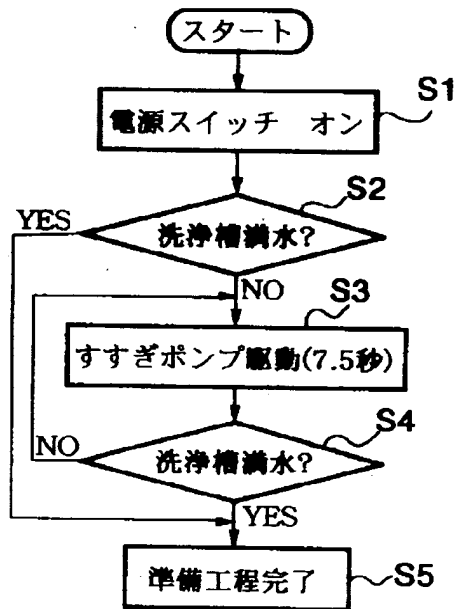 スタート
S1
電源スイッチ オン
S2
YES
洗浄槽満水?
NO
S3
すすぎポンプ駆動(7.5秒)
S4
NO
洗浄槽満水?
YES
S5
準備工程完了